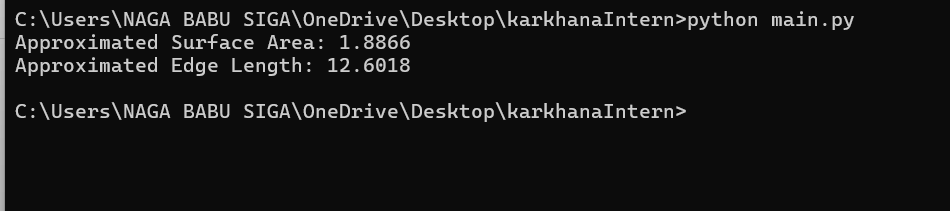 C:\Users\NAGA BABU SIGA\OneDrive\Desktop\karkhanaIntern>python main.py
Approximated Surface Area: 1.8866
Approximated Edge Length: 12.6018
C:\Users\NAGA BABU SIGA\OneDrive\Desktop\karkhanaIntern>